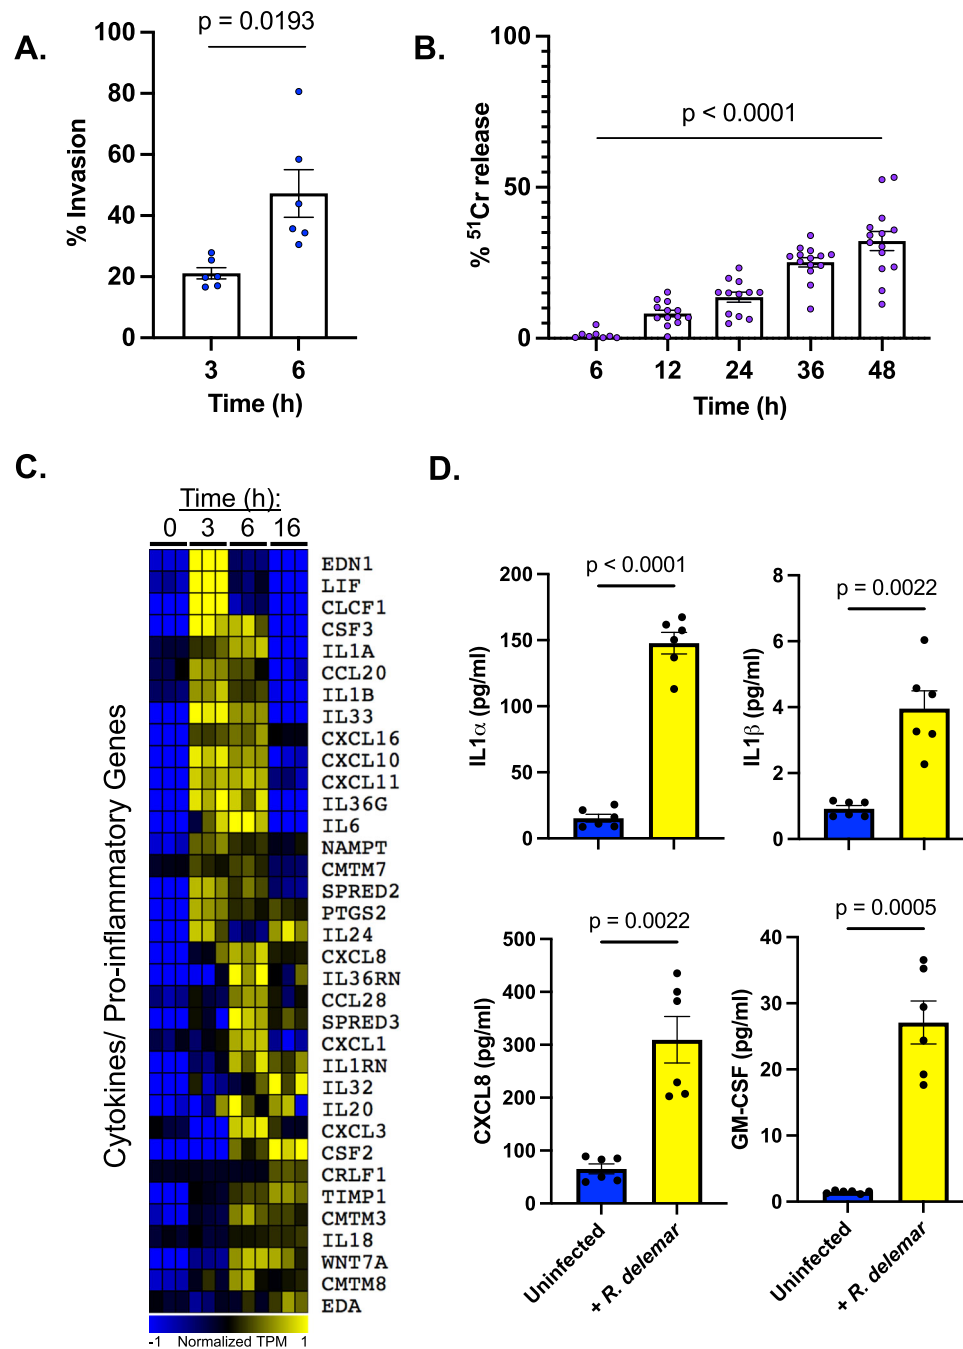 A.
p = 0.0193
% Invasion
100
80
60
40
20
0
3
6
Time (h)
B.
p < 0.0001
% 51Cr release
100
50
0
6
12
24
36
48
Time (h)
C.
Time (h):
0
3
6
16
Cytokines/ Pro-inflammatory Genes
EDN1
LIF
CLCF1
CSF3
IL1A
CCL20
IL1B
IL33
CXCL16
CXCL10
CXCL11
IL36G
IL6
NAMPT
CMTM7
SPRED2
PTGS2
IL24
CXCL8
IL36RN
CCL28
SPRED3
CXCL1
IL1RN
IL32
IL20
CXCL3
CSF2
CRLF1
TIMP1
CMTM3
IL18
WNT7A
CMTM8
EDA
-1 Normalized TPM 1
D.
p < 0.0001
IL1α (pg/ml)
200
150
100
50
0
p = 0.0022
IL1β (pg/ml)
8
6
4
2
0
p = 0.0022
CXCL8 (pg/ml)
500
400
300
200
100
0
Uninfected
+ R. delemar
p = 0.0005
GM-CSF (pg/ml)
40
30
20
10
0
Uninfected
+ R. delemar